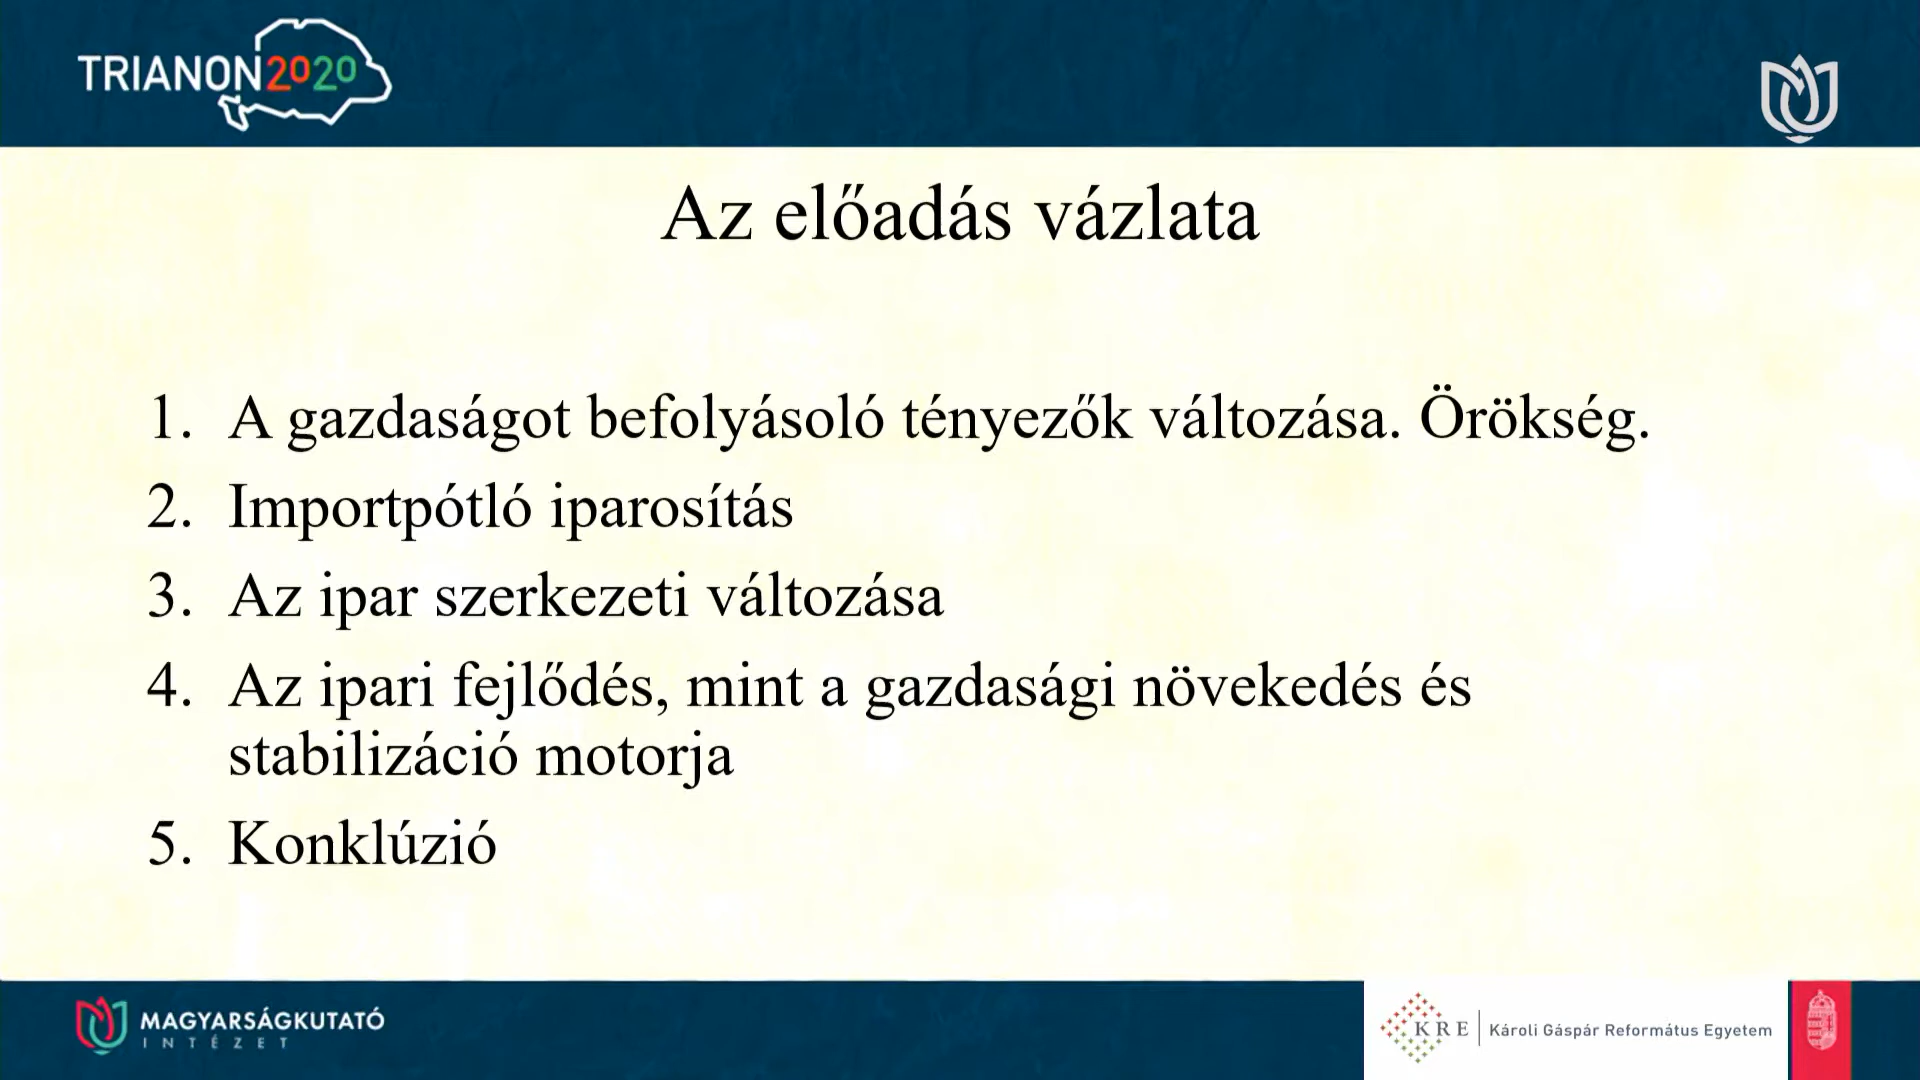 TRIANON2020
Az előadás vázlata
1. A gazdaságot befolyásoló tényezők változása. Örökség.
2. Importpótló iparosítás
3. Az ipar szerkezeti változása
4. Az ipari fejlődés, mint a gazdasági növekedés és
stabilizáció motorja
5. Konklúzió
MAGYARSÁGKUTATÓ
INTÉZET
KRE
Károli Gáspár Református Egyetem